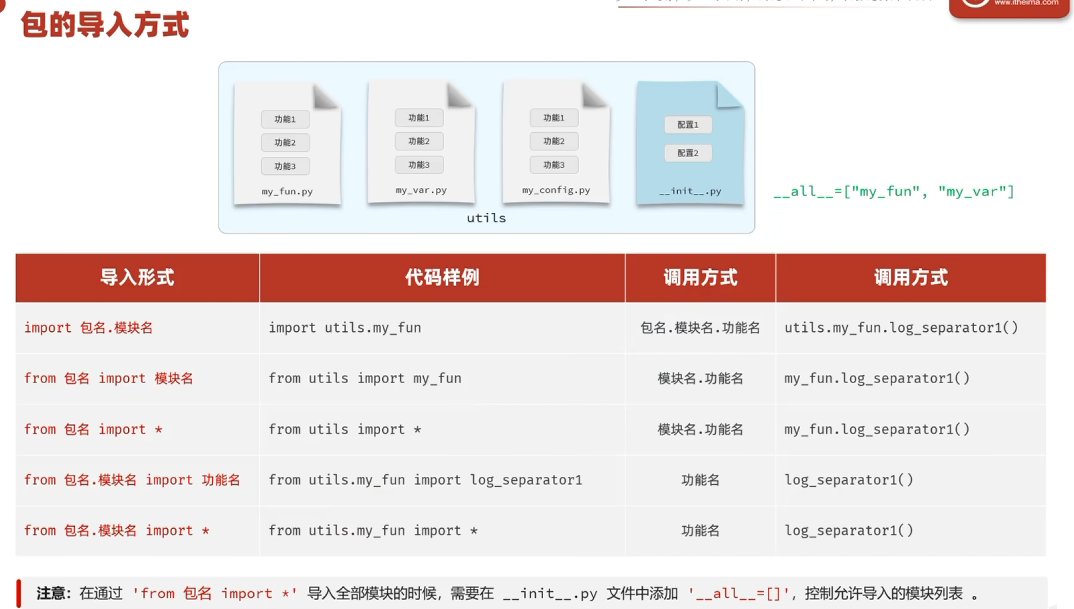 www.itheima.com
包的导入方式
功能1
功能2
功能3
my_fun.py
功能1
功能2
功能3
my_var.py
功能1
功能2
功能3
my_config.py
配置1
配置2
__init__.py
utils
__all__=["my_fun", "my_var"]
导入形式 代码样例 调用方式 调用方式
import 包名.模块名 import utils.my_fun 包名.模块名.功能名 utils.my_fun.log_separator1()
from 包名 import 模块名 from utils import my_fun 模块名.功能名 my_fun.log_separator1()
from 包名 import * from utils import * 模块名.功能名 my_fun.log_separator1()
from 包名.模块名 import 功能名 from utils.my_fun import log_separator1 功能名 log_separator1()
from 包名.模块名 import * from utils.my_fun import * 功能名 log_separator1()
注意：在通过 'from 包名 import *' 导入全部模块的时候，需要在 __init__.py 文件中添加 '__all__=[]'，控制允许导入的模块列表 。